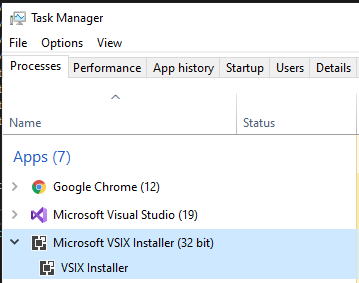 Task Manager
File Options View
Processes Performance App history Startup Users Details
Name Status
Apps (7)
Google Chrome (12)
Microsoft Visual Studio (19)
Microsoft VSIX Installer (32 bit)
VSIX Installer